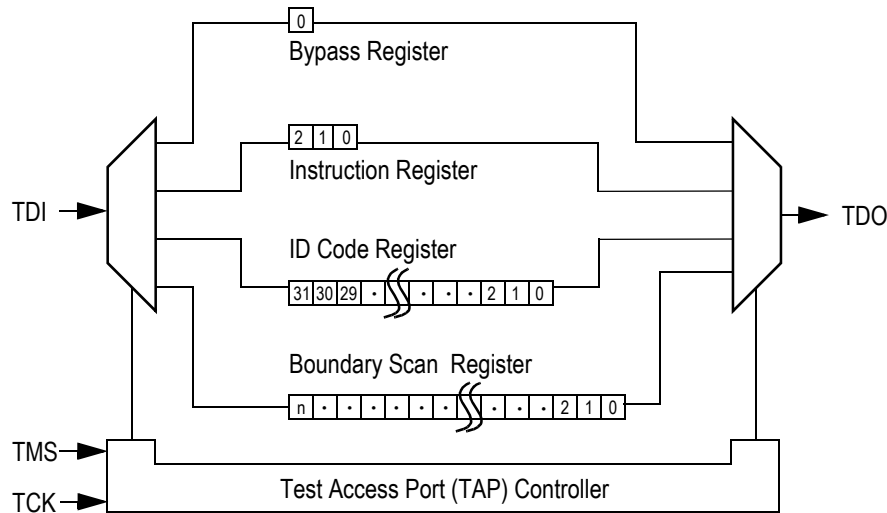 0
Bypass Register
2 1 0
Instruction Register
TDI
TDO
ID Code Register
31 30 29 · · · · 2 1 0
Boundary Scan Register
n · · · · · · · · · 2 1 0
TMS
TCK
Test Access Port (TAP) Controller